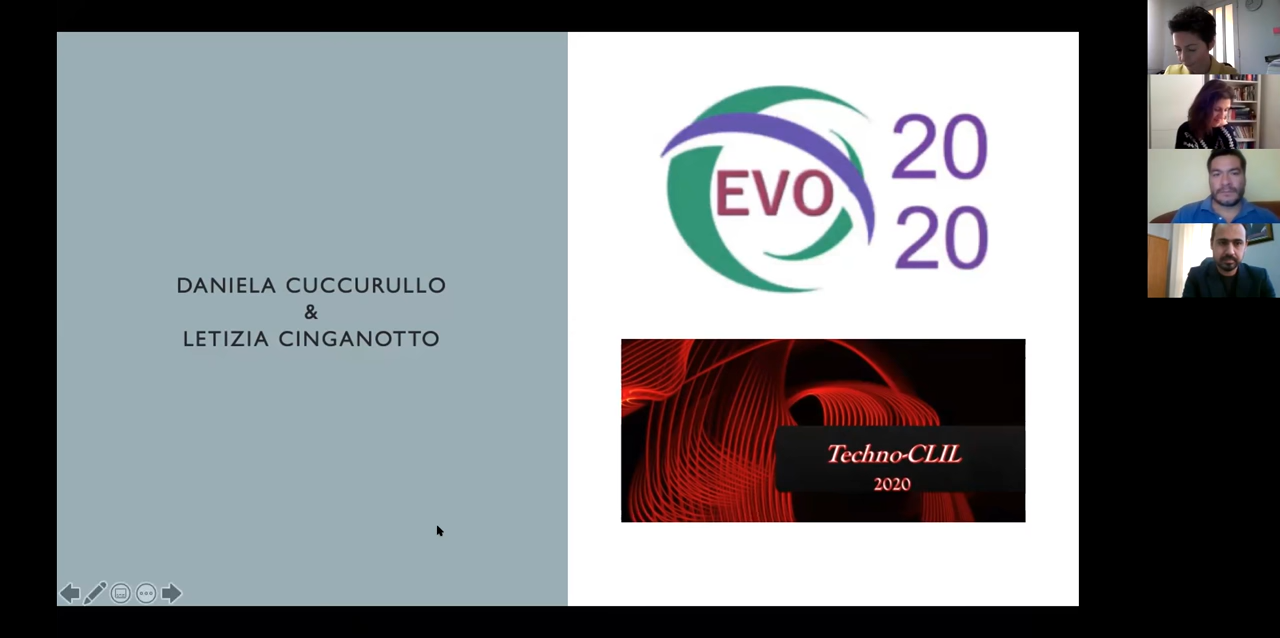 DANIELA CUCCURULLO
&
LETIZIA CINGANOTTO
EVO
20
20
Techno-CLIL
2020